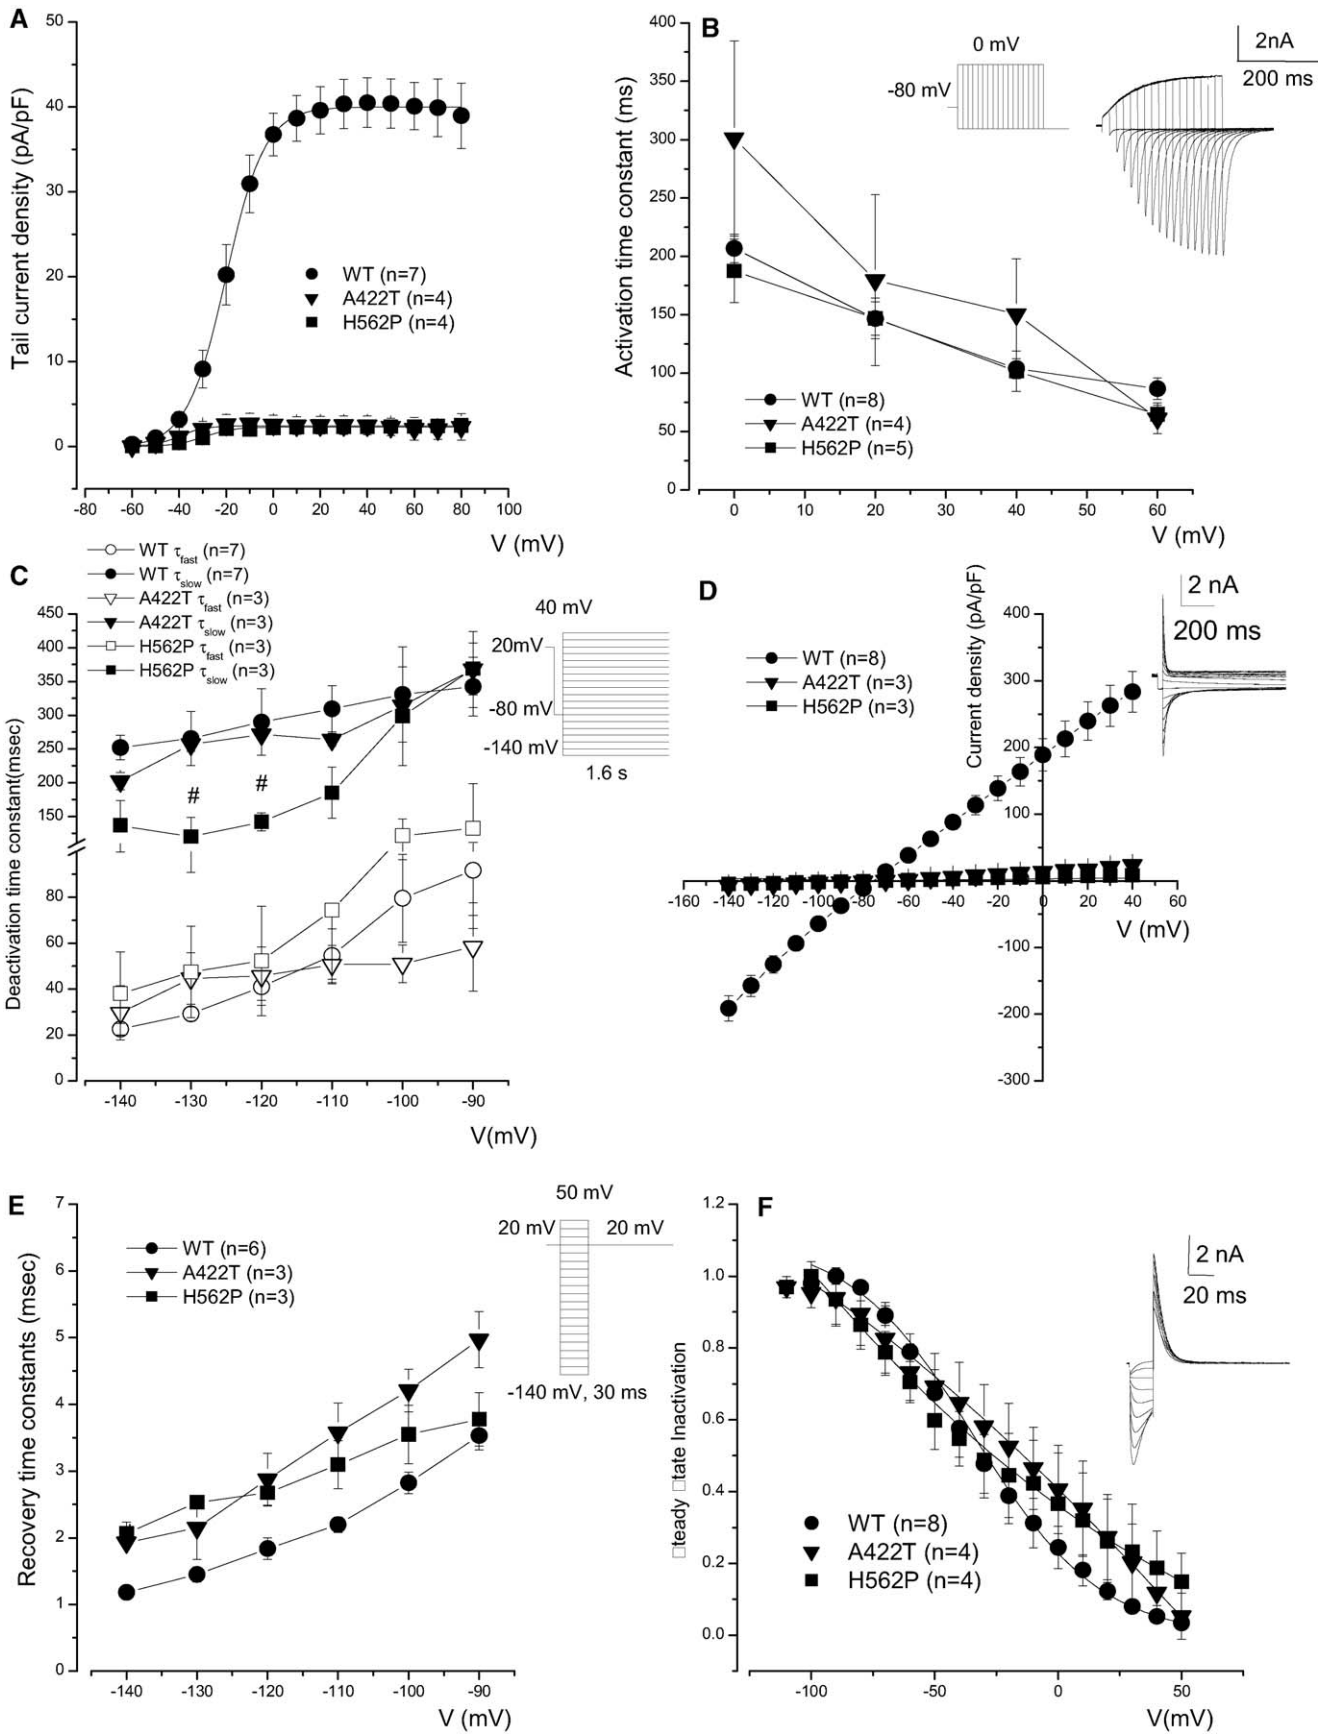 A
Tail current density (pA/pF)
50
40
30
20
10
0
WT (n=7)
A422T (n=4)
H562P (n=4)
-80 -60 -40 -20 0 20 40 60 80 100
V (mV)
B
Activation time constant (ms)
400
350
300
250
200
150
100
50
0
0 mV
-80 mV
2nA
200 ms
WT (n=8)
A422T (n=4)
H562P (n=5)
0 10 20 30 40 50 60
V (mV)
C
WT τfast (n=7)
WT τslow (n=7)
A422T τfast (n=3)
A422T τslow (n=3)
H562P τfast (n=3)
H562P τslow (n=3)
Deactivation time constant(msec)
450
400
350
300
250
200
150
80
60
40
20
0
# #
40 mV
20mV
-80 mV
-140 mV
1.6 s
-140 -130 -120 -110 -100 -90
V(mV)
D
Current density (pA/pF)
WT (n=8)
A422T (n=3)
H562P (n=3)
2 nA
200 ms
400
300
200
100
-100
-200
-300
-160 -140 -120 -100 -80 -60 -40 -20 0 20 40 60
V (mV)
E
Recovery time constants (msec)
7
6
5
4
3
2
1
0
WT (n=6)
A422T (n=3)
H562P (n=3)
50 mV
20 mV 20 mV
-140 mV, 30 ms
-140 -130 -120 -110 -100 -90
V (mV)
F
□teady □tate Inactivation
1.2
1.0
0.8
0.6
0.4
0.2
0.0
2 nA
20 ms
WT (n=8)
A422T (n=4)
H562P (n=4)
-100 -50 0 50
V(mV)